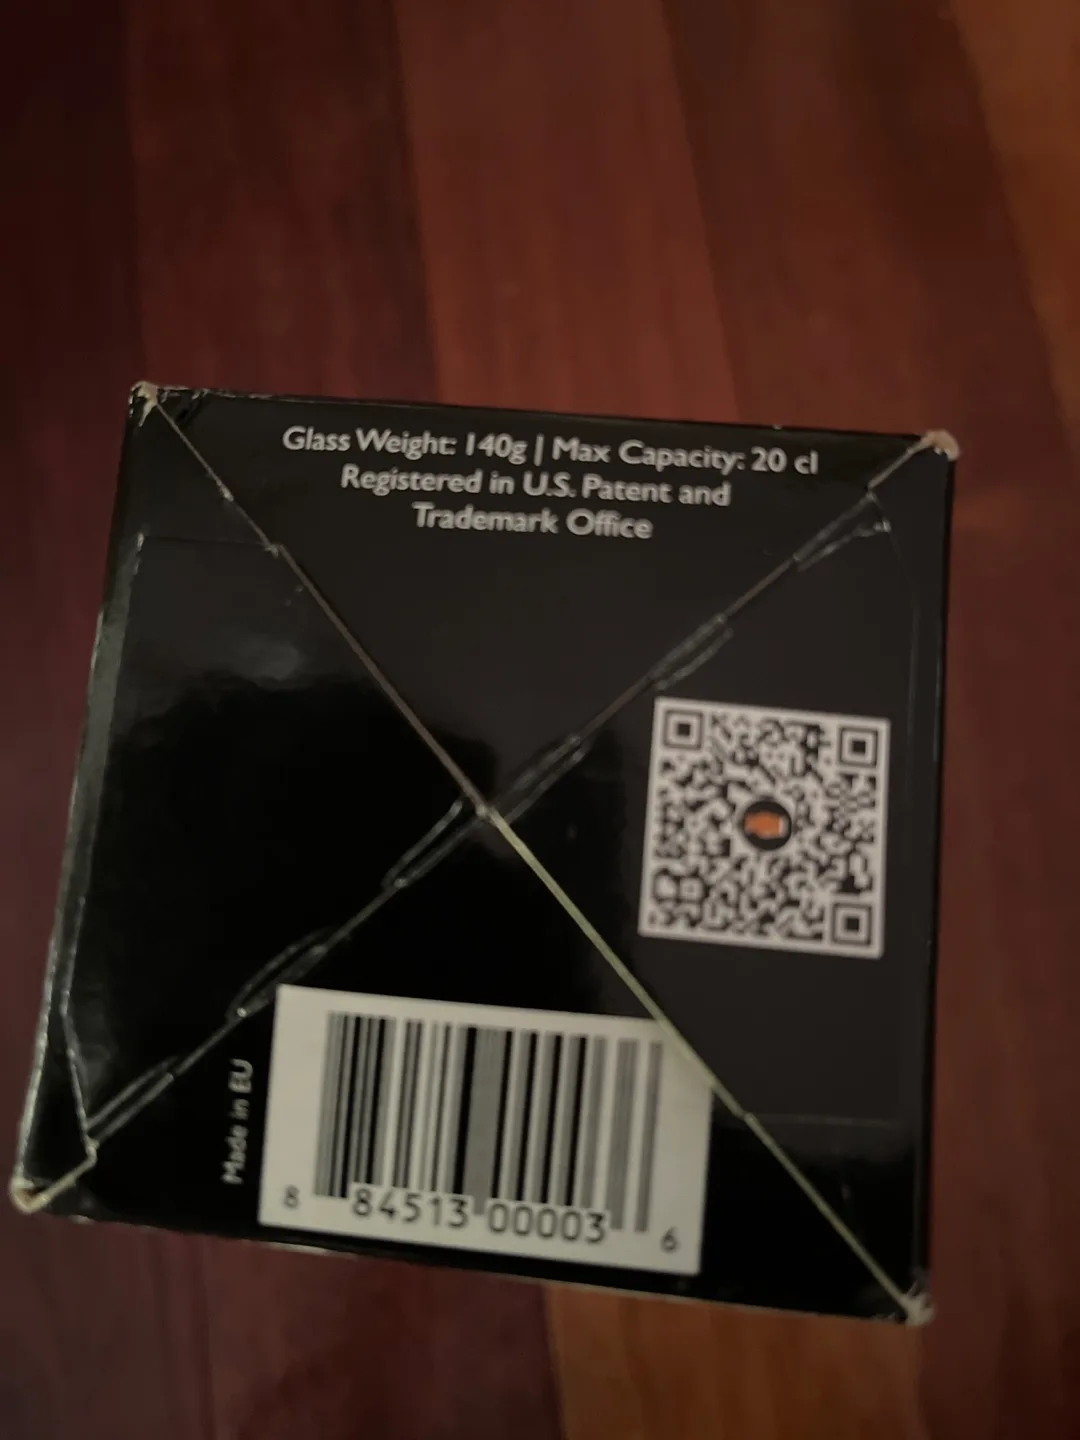 Glass Weight: 140g | Max Capacity: 20 cl
Registered in U.S. Patent and
Trademark Office
Made in EU
8 84513 00003 6